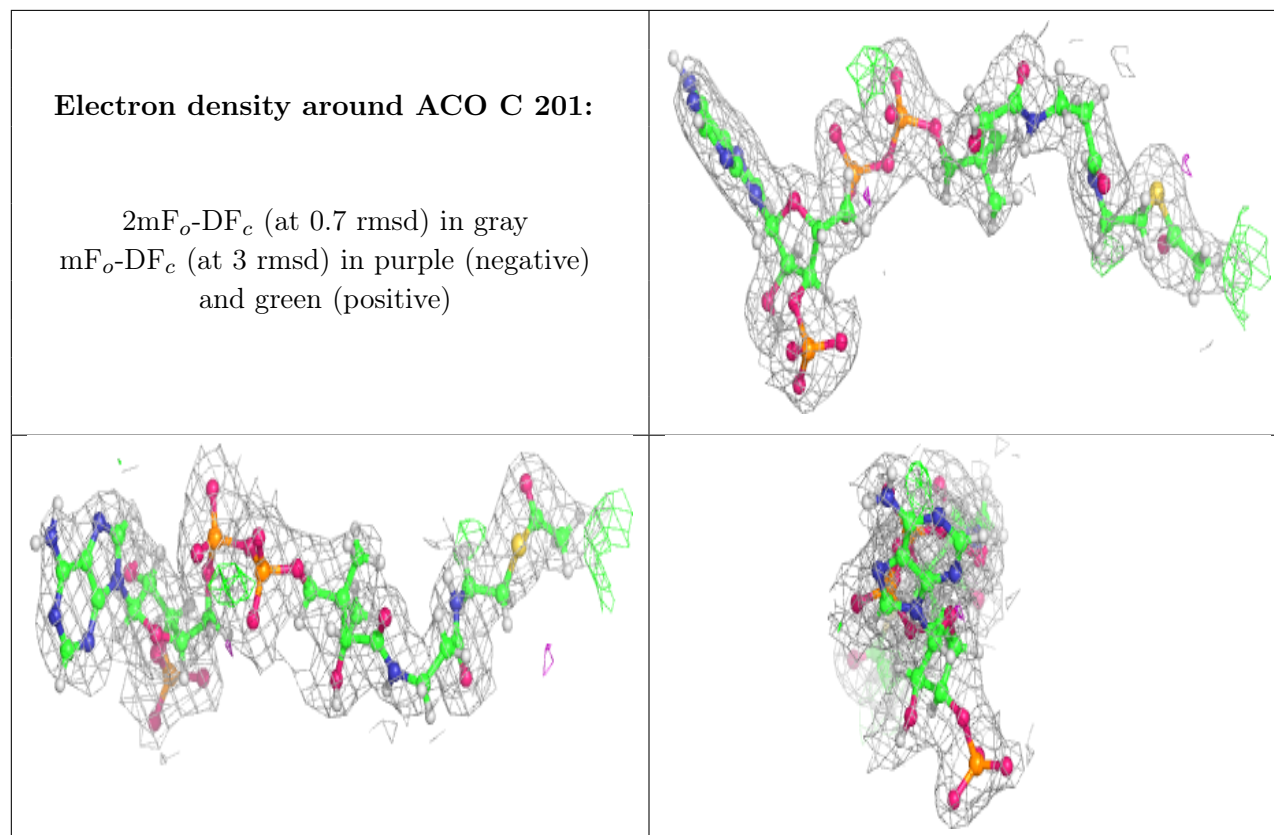 Electron density around ACO C 201:
2mFo-DFc (at 0.7 rmsd) in gray
mFo-DFc (at 3 rmsd) in purple (negative)
and green (positive)